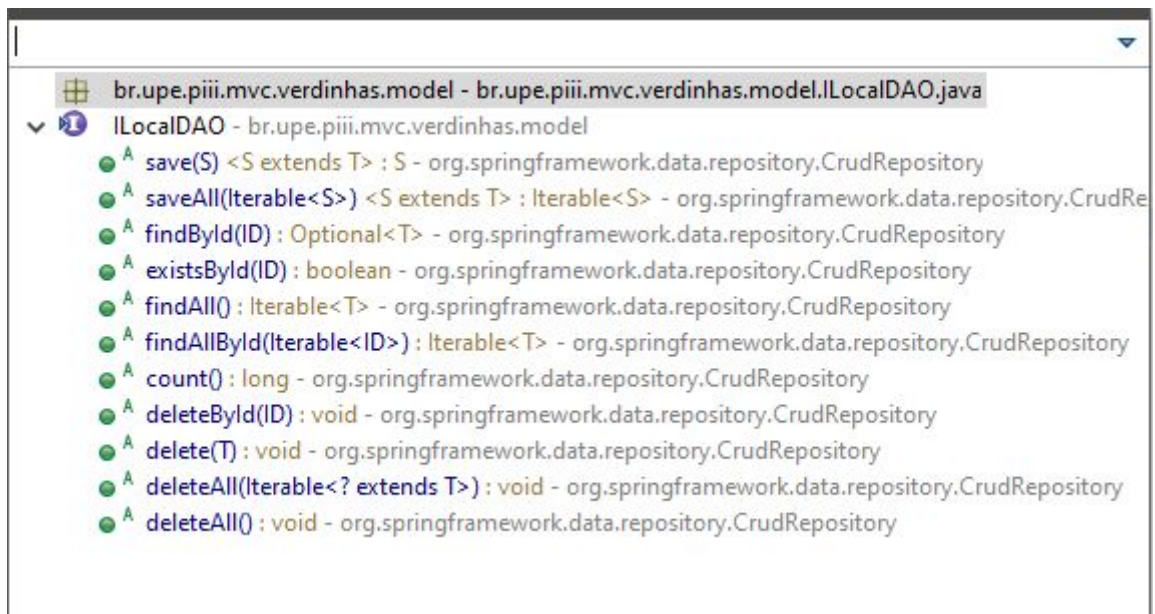 br.upe.piii.mvc.verdinhas.model - br.upe.piii.mvc.verdinhas.model.ILocalDAO.java
ILocalDAO - br.upe.piii.mvc.verdinhas.model
A save(S) <S extends T> : S - org.springframework.data.repository.CrudRepository
A saveAll(Iterable<S>) <S extends T> : Iterable<S> - org.springframework.data.repository.CrudRe
A findById(ID) : Optional<T> - org.springframework.data.repository.CrudRepository
A existsById(ID) : boolean - org.springframework.data.repository.CrudRepository
A findAll() : Iterable<T> - org.springframework.data.repository.CrudRepository
A findAllById(Iterable<ID>) : Iterable<T> - org.springframework.data.repository.CrudRepository
A count() : long - org.springframework.data.repository.CrudRepository
A deleteById(ID) : void - org.springframework.data.repository.CrudRepository
A delete(T) : void - org.springframework.data.repository.CrudRepository
A deleteAll(Iterable<? extends T>) : void - org.springframework.data.repository.CrudRepository
A deleteAll() : void - org.springframework.data.repository.CrudRepository